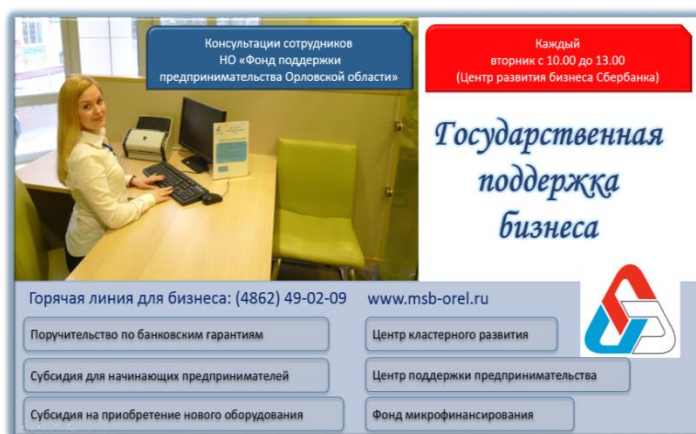 Консультации сотрудников
НО «Фонд поддержки
предпринимательства Орловской области»
Каждый
вторник с 10.00 до 13.00
(Центр развития бизнеса Сбербанка)
Государственная
поддержка
бизнеса
Горячая линия для бизнеса: (4862) 49-02-09 www.msb-orel.ru
Поручительство по банковским гарантиям
Центр кластерного развития
Субсидия для начинающих предпринимателей
Центр поддержки предпринимательства
Субсидия на приобретение нового оборудования
Фонд микрофинансирования